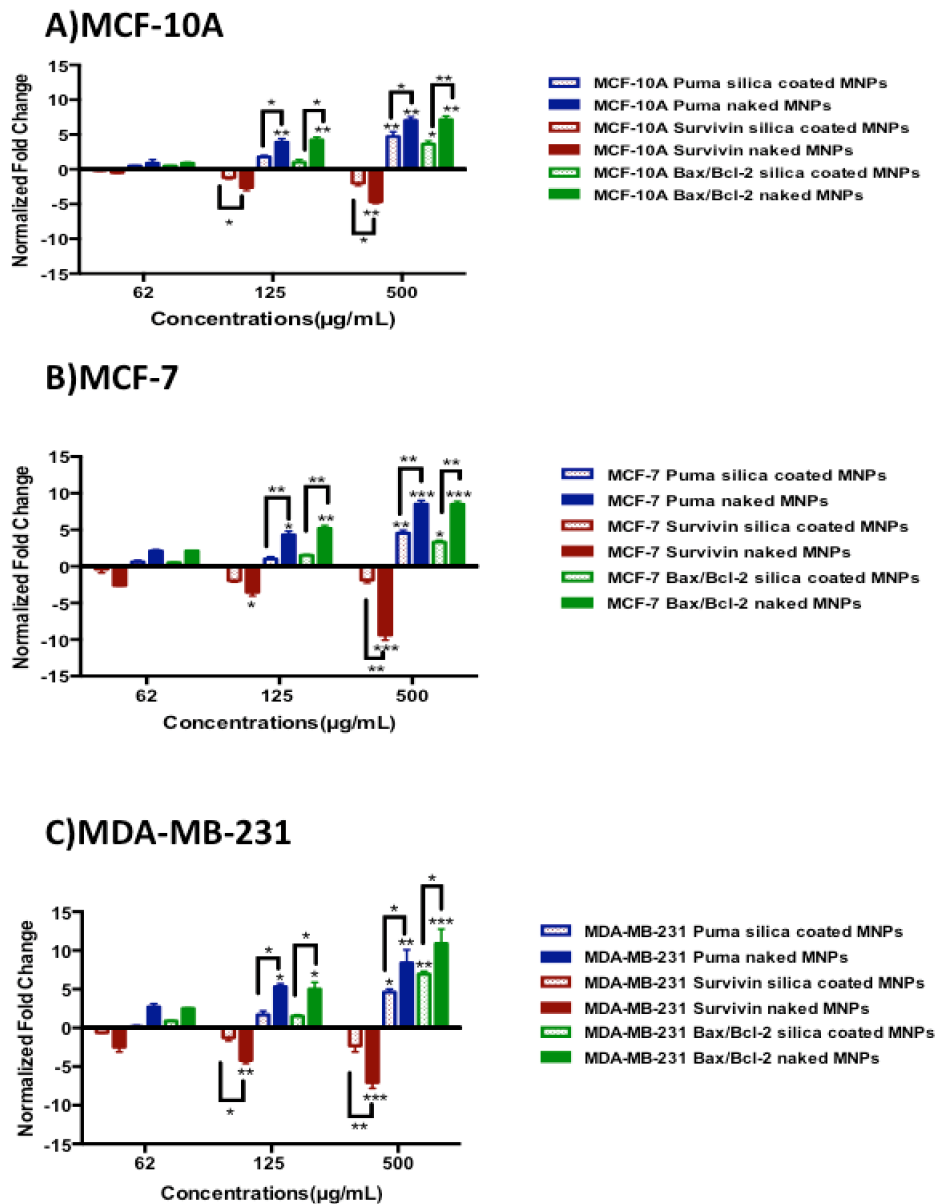 A)MCF-10A
Normalized Fold Change
15
10
5
0
-5
-10
-15
* ** * **
* ** * **
** ** * **
* *
** **
62 125 500
Concentrations(µg/mL)
MCF-10A Puma silica coated MNPs
MCF-10A Puma naked MNPs
MCF-10A Survivin silica coated MNPs
MCF-10A Survivin naked MNPs
MCF-10A Bax/Bcl-2 silica coated MNPs
MCF-10A Bax/Bcl-2 naked MNPs
B)MCF-7
Normalized Fold Change
15
10
5
0
-5
-10
-15
** ** ** **
* ** ** *** * ***
* *** **
62 125 500
Concentrations(µg/mL)
MCF-7 Puma silica coated MNPs
MCF-7 Puma naked MNPs
MCF-7 Survivin silica coated MNPs
MCF-7 Survivin naked MNPs
MCF-7 Bax/Bcl-2 silica coated MNPs
MCF-7 Bax/Bcl-2 naked MNPs
C)MDA-MB-231
Normalized Fold Change
15
10
5
0
-5
-10
-15
* * * *
* * * ** ** ***
** * *** **
62 125 500
Concentrations(µg/mL)
MDA-MB-231 Puma silica coated MNPs
MDA-MB-231 Puma naked MNPs
MDA-MB-231 Survivin silica coated MNPs
MDA-MB-231 Survivin naked MNPs
MDA-MB-231 Bax/Bcl-2 silica coated MNPs
MDA-MB-231 Bax/Bcl-2 naked MNPs